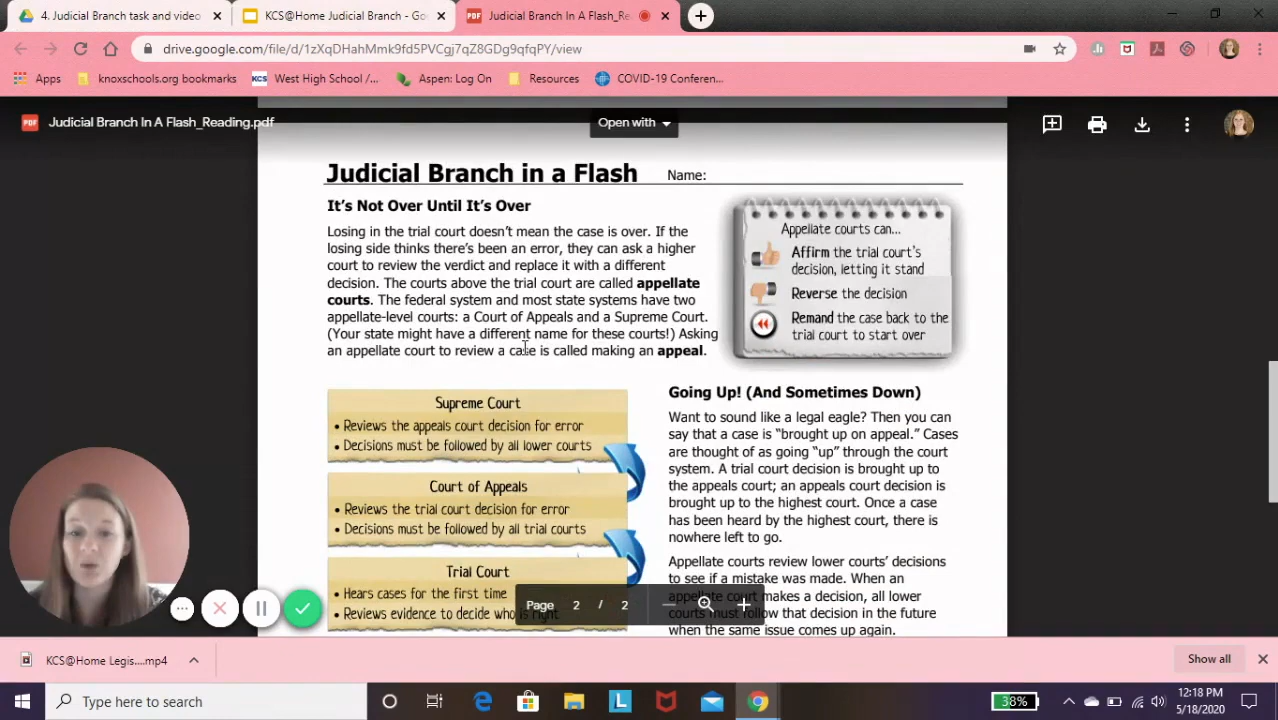 4. Judicial Branch task and video
KCS@Home Judicial Branch - Go
Judicial Branch In A Flash_Re
drive.google.com/file/d/1zXqDHahMmk9fd5PVCgj7qZ8GDg9qfqPY/view
Apps
knoxschools.org bookmarks
KCS West High School /...
Aspen: Log On
Resources
COVID-19 Conferen...
PDF Judicial Branch In A Flash_Reading.pdf
Open with
Judicial Branch in a Flash
Name:
It's Not Over Until It's Over
Losing in the trial court doesn't mean the case is over. If the
losing side thinks there's been an error, they can ask a higher
court to review the verdict and replace it with a different
decision. The courts above the trial court are called appellate
courts. The federal system and most state systems have two
appellate-level courts: a Court of Appeals and a Supreme Court.
(Your state might have a different name for these courts!) Asking
an appellate court to review a case is called making an appeal.
Appellate courts can...
Affirm the trial court's
decision, letting it stand
Reverse the decision
Remand the case back to the
trial court to start over
Supreme Court
• Reviews the appeals court decision for error
• Decisions must be followed by all lower courts
Court of Appeals
• Reviews the trial court decision for error
• Decisions must be followed by all trial courts
Trial Court
• Hears cases for the first time
• Reviews evidence to decide who is right
Going Up! (And Sometimes Down)
Want to sound like a legal eagle? Then you can
say that a case is "brought up on appeal." Cases
are thought of as going "up" through the court
system. A trial court decision is brought up to
the appeals court; an appeals court decision is
brought up to the highest court. Once a case
has been heard by the highest court, there is
nowhere left to go.
Appellate courts review lower courts' decisions
to see if a mistake was made. When an
appellate court makes a decision, all lower
courts must follow that decision in the future
when the same issue comes up again.
Page 2 / 2
KCS@Home Legis....mp4
Show all
Type here to search
38%
12:18 PM
5/18/2020